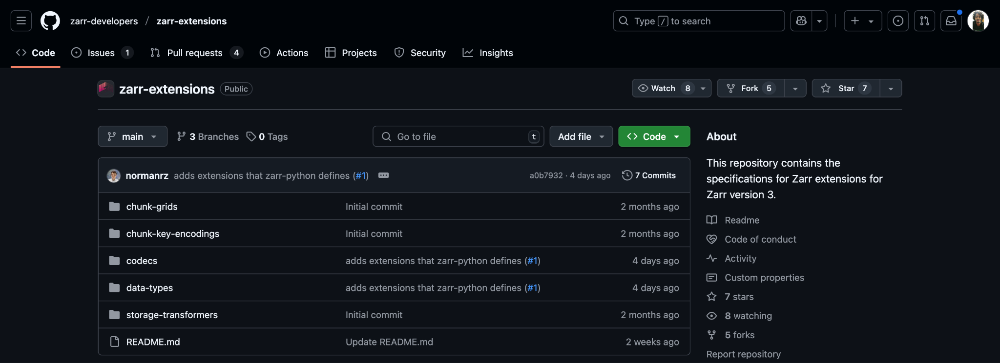 zarr-developers / zarr-extensions
Type / to search
Code
Issues 1
Pull requests 4
Actions
Projects
Security
Insights
zarr-extensions Public
Watch 8
Fork 5
Star 7
main
3 Branches
0 Tags
Go to file t
Add file
Code
normanrz adds extensions that zarr-python defines (#1) a0b7932 · 4 days ago 7 Commits
chunk-grids Initial commit 2 months ago
chunk-key-encodings Initial commit 2 months ago
codecs adds extensions that zarr-python defines (#1) 4 days ago
data-types adds extensions that zarr-python defines (#1) 4 days ago
storage-transformers Initial commit 2 months ago
README.md Update README.md 2 weeks ago
About
This repository contains the
specifications for Zarr extensions for
Zarr version 3.
Readme
Code of conduct
Activity
Custom properties
7 stars
8 watching
5 forks
Report repository